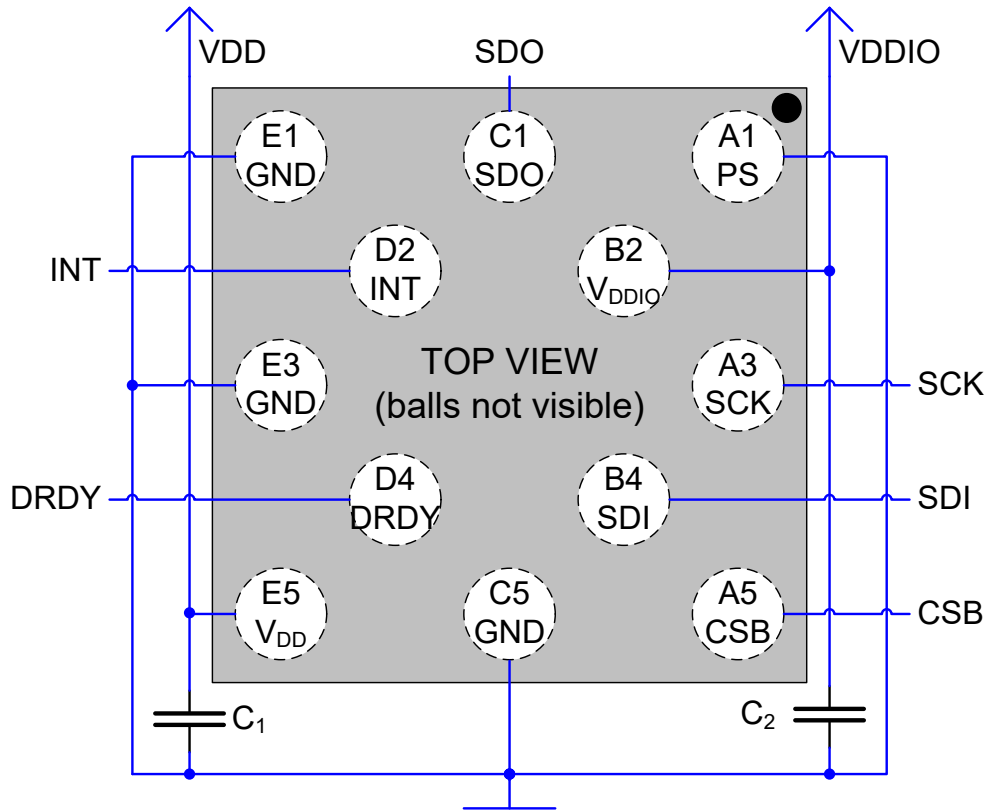 VDD
SDO
VDDIO
E1
GND
C1
SDO
A1
PS
INT
D2
INT
B2
VDDIO
E3
GND
TOP VIEW
(balls not visible)
A3
SCK
SCK
DRDY
D4
DRDY
B4
SDI
SDI
E5
VDD
C5
GND
A5
CSB
CSB
C1
C2